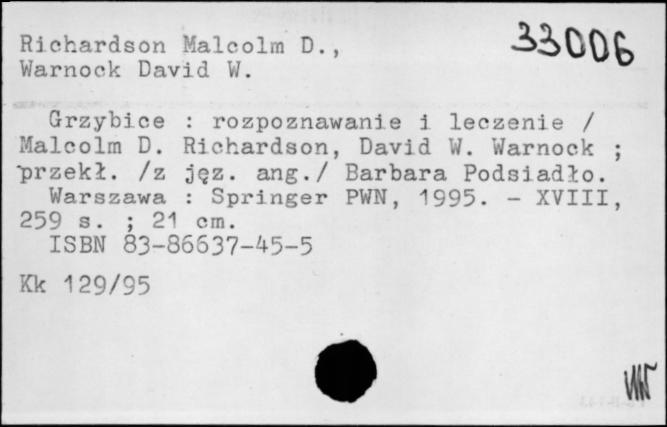 Richardson Malcolm D.,
33006
Warnock David W.
Grzybice : rozpoznawanie i leczenie /
Malcolm D. Richardson, David W. Warnock ;
przekł. /z jęz. ang./ Barbara Podsiadło.
Warszawa : Springer PWN, 1995. - XVIII,
259 s. ; 21 cm.
ISBN 83-86637-45-5
Kk 129/95